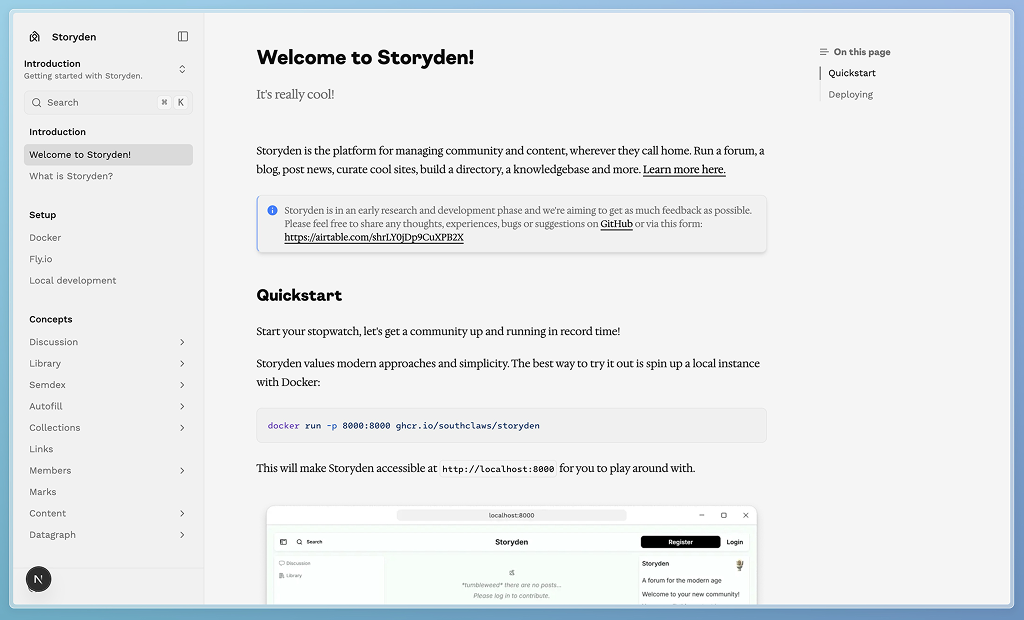 Storyden
Introduction
Getting started with Storyden.
Search ⌘ K
Introduction
Welcome to Storyden!
What is Storyden?
Setup
Docker
Fly.io
Local development
Concepts
Discussion
Library
Semdex
Autofill
Collections
Links
Members
Marks
Content
Datagraph
N
Welcome to Storyden!
It's really cool!
Storyden is the platform for managing community and content, wherever they call home. Run a forum, a
blog, post news, curate cool sites, build a directory, a knowledgebase and more. Learn more here.
Storyden is in an early research and development phase and we're aiming to get as much feedback as possible.
Please feel free to share any thoughts, experiences, bugs or suggestions on GitHub or via this form:
https://airtable.com/shrLY0jDp9CuXPB2X
Quickstart
Start your stopwatch, let's get a community up and running in record time!
Storyden values modern approaches and simplicity. The best way to try it out is spin up a local instance
with Docker:
docker run -p 8000:8000 ghcr.io/southclaws/storyden
This will make Storyden accessible at http://localhost:8000 for you to play around with.
localhost:8000
Search Storyden Register Login
Discussion
Library
*tumbleweed* there are no posts...
Please log in to contribute.
Storyden
A forum for the modern age
Welcome to your new community!
On this page
Quickstart
Deploying